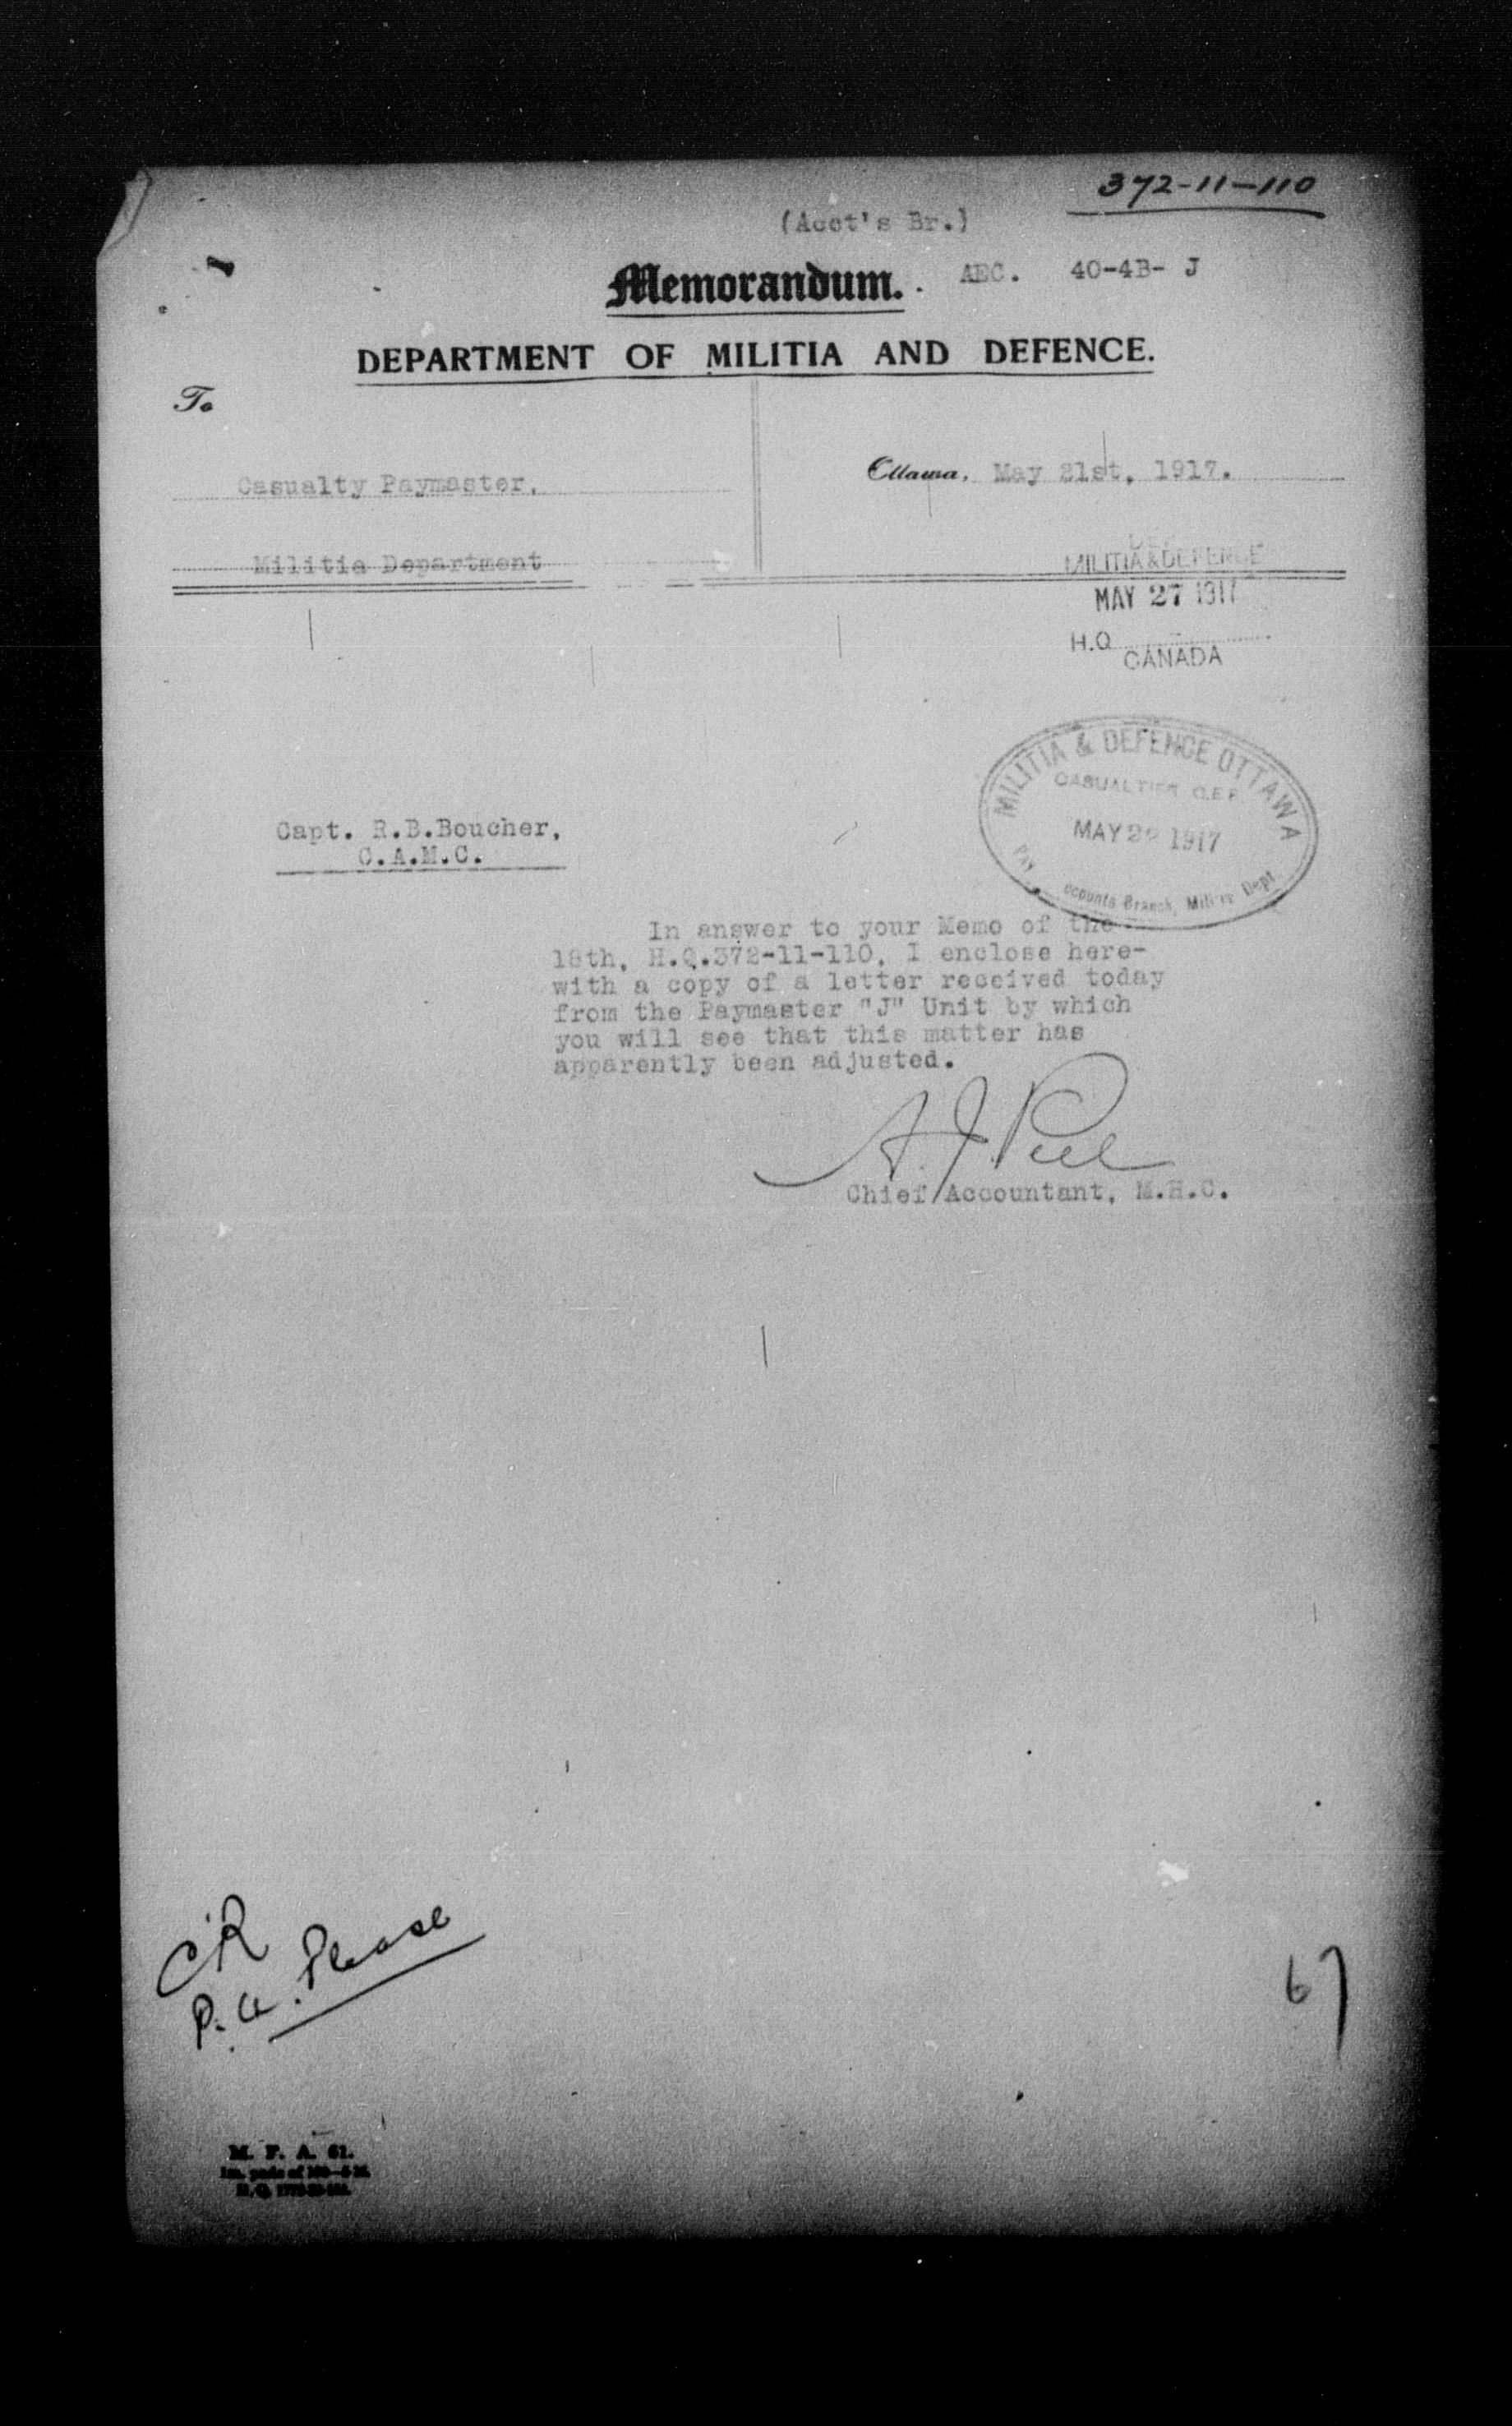 372-11-110
(Acct's Br.)
Memorandum. AEC. 40-4B- J
DEPARTMENT OF MILITIA AND DEFENCE.
To
Casualty Paymaster,
Ottawa, May 21st, 1917.
Militia Department
MILITIA & DEFENCE
MAY 27 1917
H.Q.
CANADA
MILITIA & DEFENCE OTTAWA
CASUALTIES C.E.F.
MAY 1917
Branch, Militia Dept
Capt. R.B.Boucher,
C.A.M.C.
In answer to your Memo of the
18th, H.Q.372-11-110, I enclose here-
with a copy of a letter received today
from the Paymaster "J" Unit by which
you will see that this matter has
apparently been adjusted.
A. J. Peel
Chief Accountant, M.H.C.
CR
P.A. Please
67
M. F. A. 61.